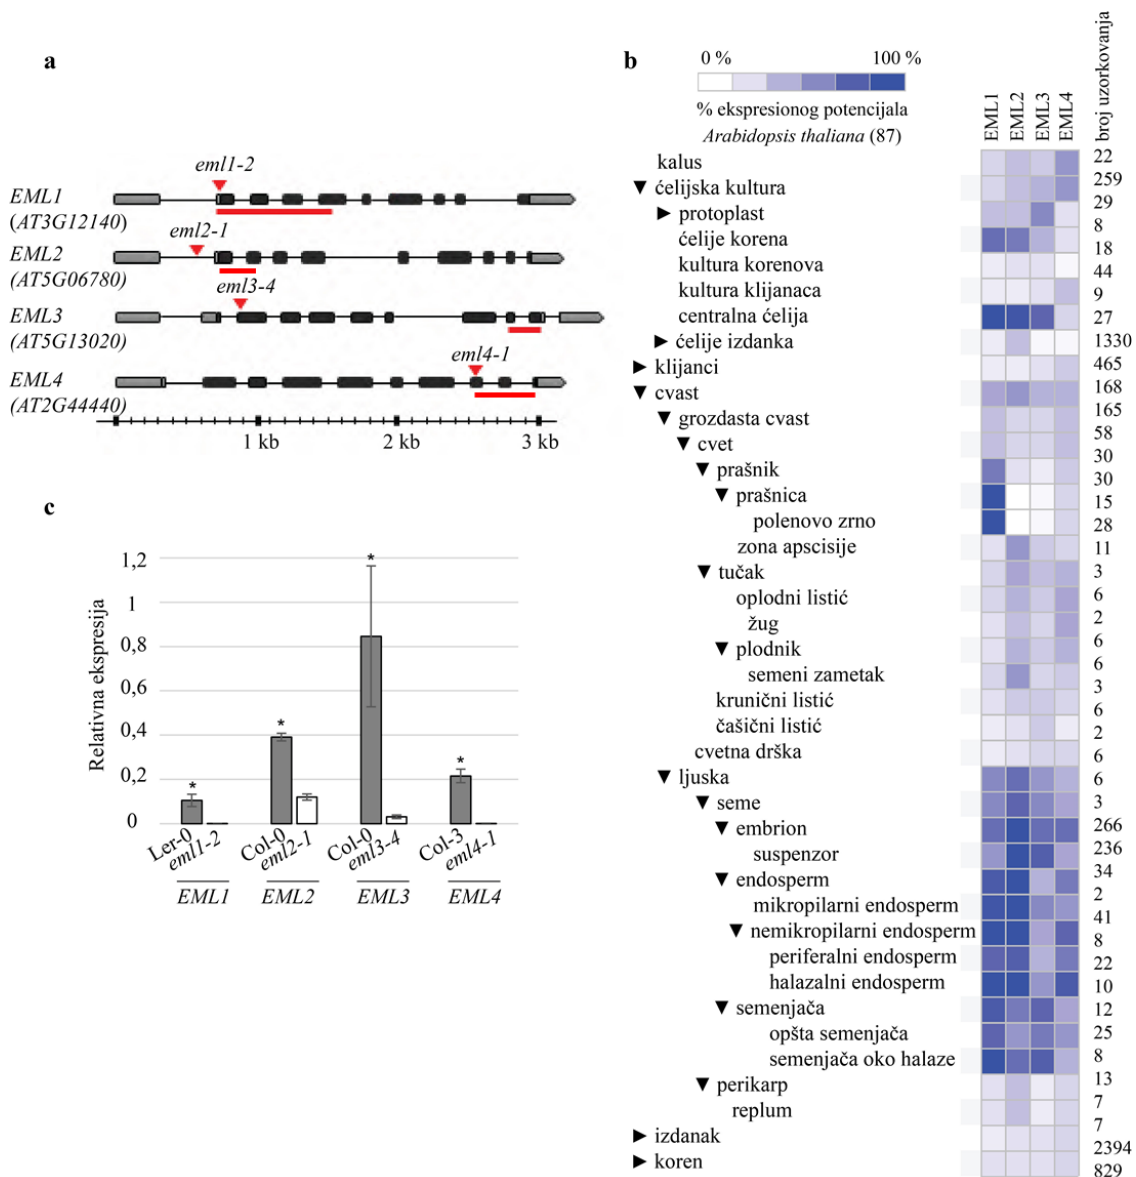 a
eml1-2
EML1
(AT3G12140)
eml2-1
EML2
(AT5G06780)
eml3-4
EML3
(AT5G13020)
eml4-1
EML4
(AT2G44440)
1 kb
2 kb
3 kb
b
0 %
100 %
% ekspresionog potencijala
Arabidopsis thaliana (87)
EML1
EML2
EML3
EML4
broj uzorkovanja
kalus
▼ ćelijska kultura
► protoplast
ćelije korena
kultura korenova
kultura klijanaca
centralna ćelija
► ćelije izdanka
► klijanci
▼ cvast
▼ grozdasta cvast
▼ cvet
▼ prašnik
▼ prašnica
polenovo zrno
zona apscisije
▼ tučak
oplodni listić
žug
▼ plodnik
semeni zametak
krunični listić
čašični listić
cvetna drška
▼ ljuska
▼ seme
▼ embrion
suspenzor
▼ endosperm
mikropilarni endosperm
▼ nemikropilarni endosperm
periferalni endosperm
halazalni endosperm
▼ semenjača
opšta semenjača
semenjača oko halaze
▼ perikarp
replum
► izdanak
► koren
22
259
29
8
18
44
9
27
1330
465
168
165
58
30
30
15
28
11
3
6
2
6
6
3
6
2
6
6
3
266
236
34
2
41
8
22
10
12
25
8
13
7
7
2394
829
c
Relativna ekspresija
1,2
1
0,8
0,6
0,4
0,2
0
*
*
*
*
Ler-0
eml1-2
Col-0
eml2-1
Col-0
eml3-4
Col-3
eml4-1
EML1
EML2
EML3
EML4